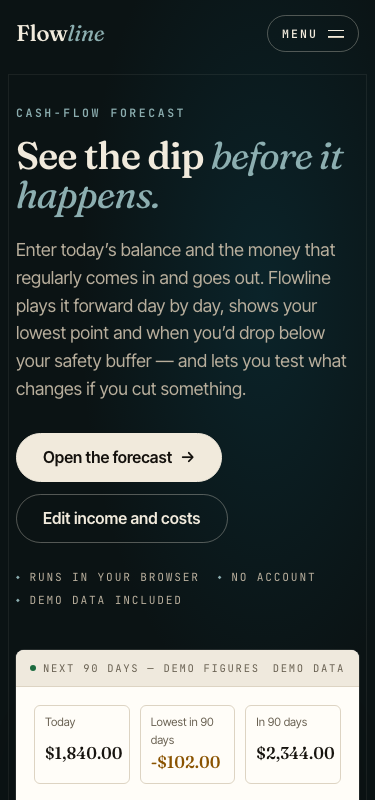 Flowline
MENU
CASH-FLOW FORECAST
See the dip before it
happens.
Enter today’s balance and the money that
regularly comes in and goes out. Flowline
plays it forward day by day, shows your
lowest point and when you’d drop below
your safety buffer — and lets you test what
changes if you cut something.
Open the forecast →
Edit income and costs
RUNS IN YOUR BROWSER
NO ACCOUNT
DEMO DATA INCLUDED
NEXT 90 DAYS — DEMO FIGURES
DEMO DATA
Today
$1,840.00
Lowest in 90
days
-$102.00
In 90 days
$2,344.00